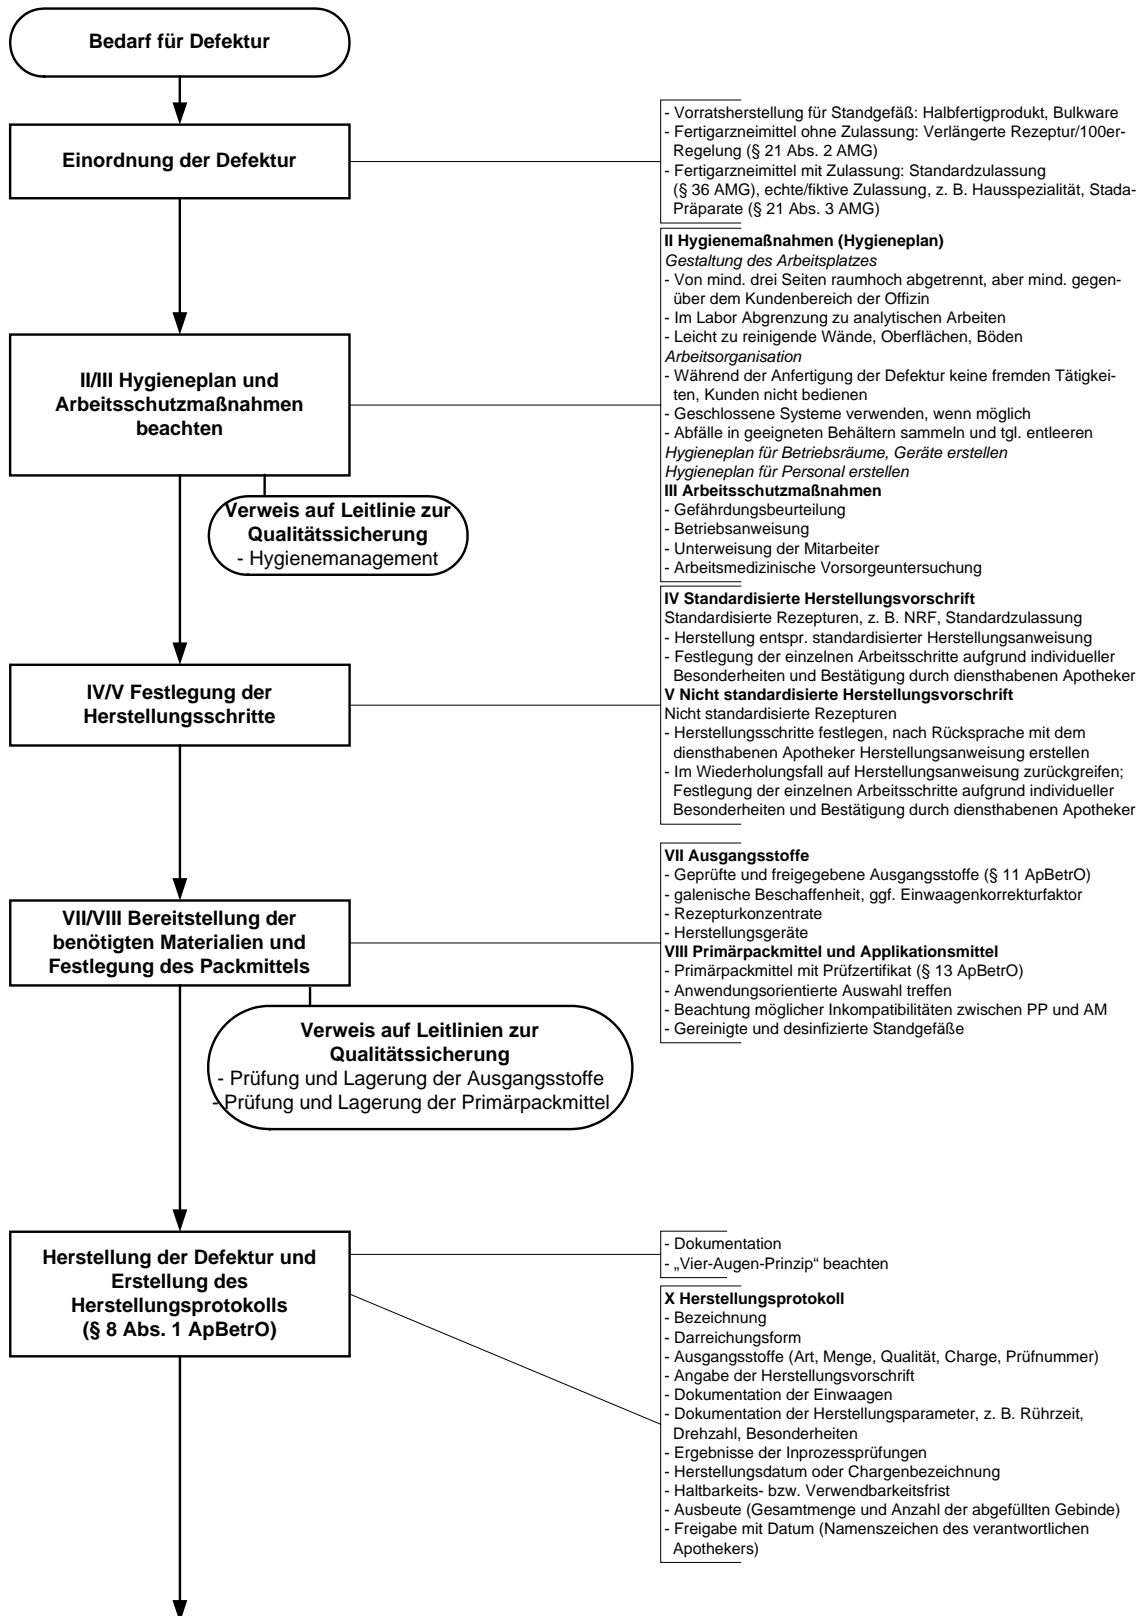 Bedarf für Defektur
Einordnung der Defektur
- Vorratsherstellung für Standgefäß: Halbfertigprodukt, Bulkware
- Fertigarzneimittel ohne Zulassung: Verlängerte Rezeptur/100er-
Regelung (§ 21 Abs. 2 AMG)
- Fertigarzneimittel mit Zulassung: Standardzulassung
(§ 36 AMG), echte/fiktive Zulassung, z. B. Hausspezialität, Stada-
Präparate (§ 21 Abs. 3 AMG)
II/III Hygieneplan und
Arbeitsschutzmaßnahmen
beachten
II Hygienemaßnahmen (Hygieneplan)
Gestaltung des Arbeitsplatzes
- Von mind. drei Seiten raumhoch abgetrennt, aber mind. gegen-
über dem Kundenbereich der Offizin
- Im Labor Abgrenzung zu analytischen Arbeiten
- Leicht zu reinigende Wände, Oberflächen, Böden
Arbeitsorganisation
- Während der Anfertigung der Defektur keine fremden Tätigkei-
ten, Kunden nicht bedienen
- Geschlossene Systeme verwenden, wenn möglich
- Abfälle in geeigneten Behältern sammeln und tgl. entleeren
Hygieneplan für Betriebsräume, Geräte erstellen
Hygieneplan für Personal erstellen
III Arbeitsschutzmaßnahmen
- Gefährdungsbeurteilung
- Betriebsanweisung
- Unterweisung der Mitarbeiter
- Arbeitsmedizinische Vorsorgeuntersuchung
Verweis auf Leitlinie zur
Qualitätssicherung
- Hygienemanagement
IV/V Festlegung der
Herstellungsschritte
IV Standardisierte Herstellungsvorschrift
Standardisierte Rezepturen, z. B. NRF, Standardzulassung
- Herstellung entspr. standardisierter Herstellungsanweisung
- Festlegung der einzelnen Arbeitsschritte aufgrund individueller
Besonderheiten und Bestätigung durch diensthabenen Apotheker
V Nicht standardisierte Herstellungsvorschrift
Nicht standardisierte Rezepturen
- Herstellungsschritte festlegen, nach Rücksprache mit dem
diensthabenen Apotheker Herstellungsanweisung erstellen
- Im Wiederholungsfall auf Herstellungsanweisung zurückgreifen;
Festlegung der einzelnen Arbeitsschritte aufgrund individueller
Besonderheiten und Bestätigung durch diensthabenen Apotheker
VII/VIII Bereitstellung der
benötigten Materialien und
Festlegung des Packmittels
VII Ausgangsstoffe
- Geprüfte und freigegebene Ausgangsstoffe (§ 11 ApBetrO)
- galenische Beschaffenheit, ggf. Einwaagenkorrekturfaktor
- Rezepturkonzentrate
- Herstellungsgeräte
VIII Primärpackmittel und Applikationsmittel
- Primärpackmittel mit Prüfzertifikat (§ 13 ApBetrO)
- Anwendungsorientierte Auswahl treffen
- Beachtung möglicher Inkompatibilitäten zwischen PP und AM
- Gereinigte und desinfizierte Standgefäße
Verweis auf Leitlinien zur
Qualitätssicherung
- Prüfung und Lagerung der Ausgangsstoffe
- Prüfung und Lagerung der Primärpackmittel
Herstellung der Defektur und
Erstellung des
Herstellungsprotokolls
(§ 8 Abs. 1 ApBetrO)
- Dokumentation
- „Vier-Augen-Prinzip“ beachten
X Herstellungsprotokoll
- Bezeichnung
- Darreichungsform
- Ausgangsstoffe (Art, Menge, Qualität, Charge, Prüfnummer)
- Angabe der Herstellungsvorschrift
- Dokumentation der Einwaagen
- Dokumentation der Herstellungsparameter, z. B. Rührzeit,
Drehzahl, Besonderheiten
- Ergebnisse der Inprozessprüfungen
- Herstellungsdatum oder Chargenbezeichnung
- Haltbarkeits- bzw. Verwendbarkeitsfrist
- Ausbeute (Gesamtmenge und Anzahl der abgefüllten Gebinde)
- Freigabe mit Datum (Namenszeichen des verantwortlichen
Apothekers)